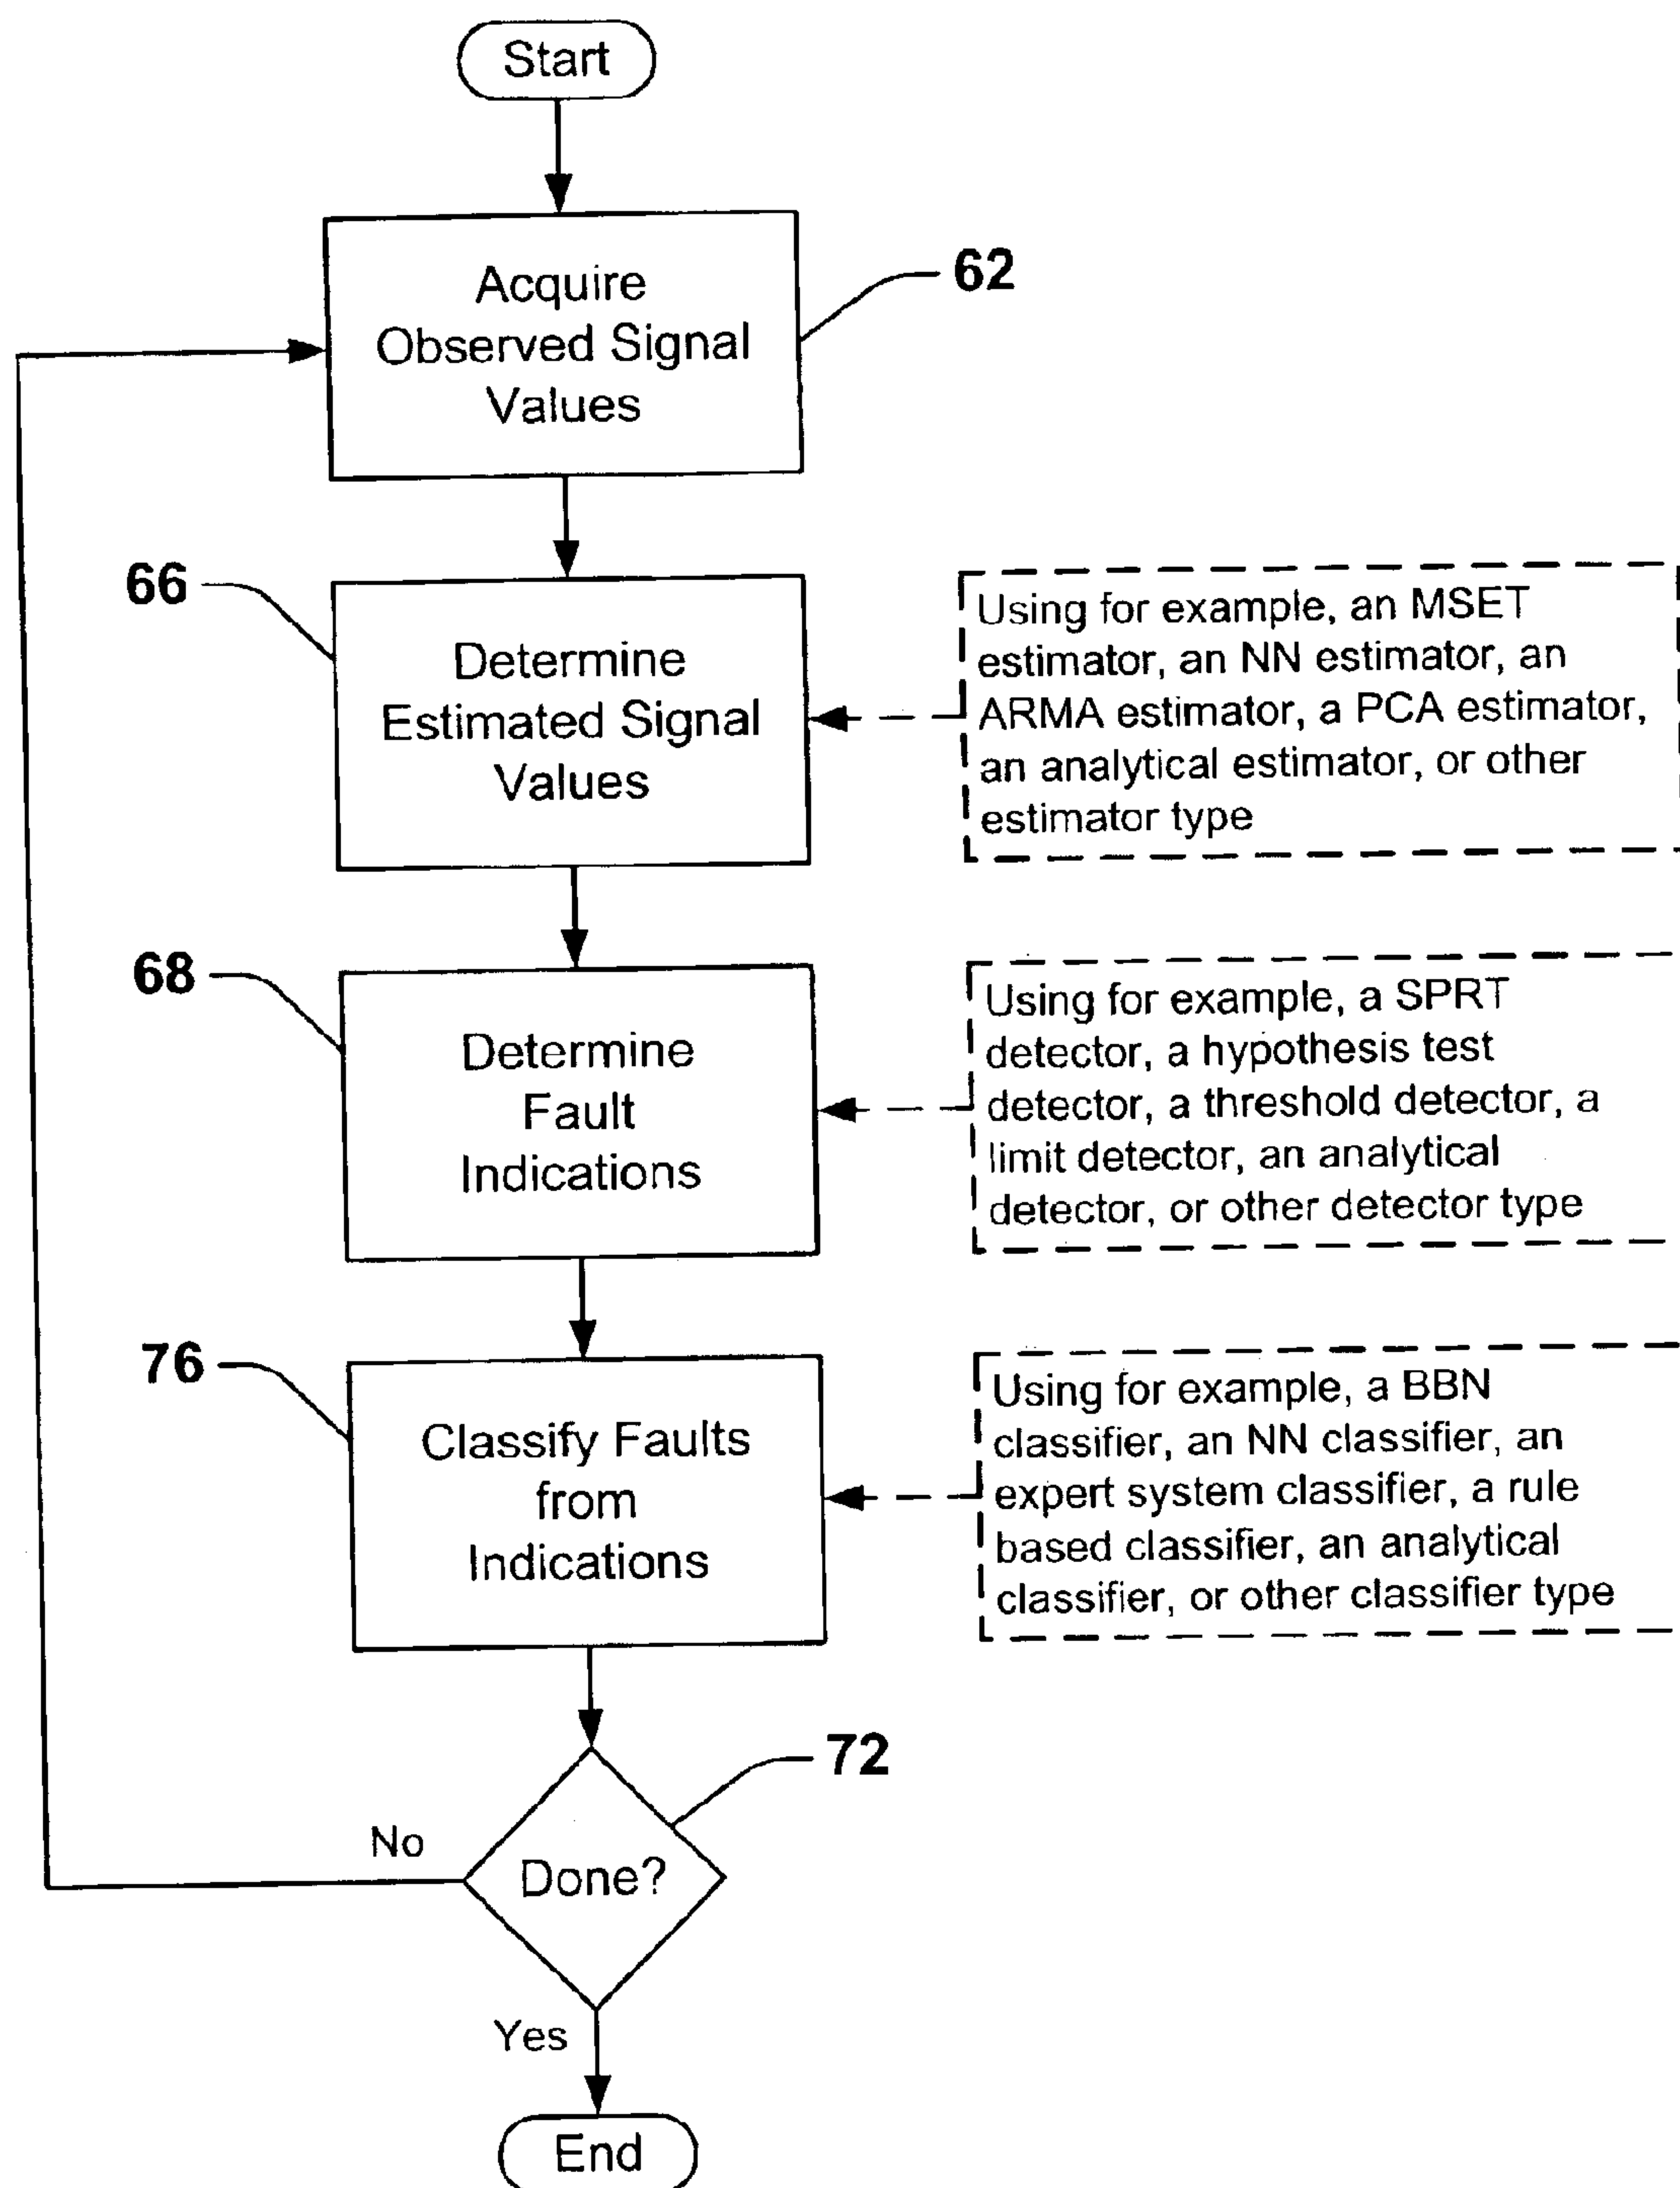 Start
Acquire
Observed Signal
Values
62
66
Determine
Estimated Signal
Values
Using for example, an MSET
estimator, an NN estimator, an
ARMA estimator, a PCA estimator,
an analytical estimator, or other
estimator type
68
Determine
Fault
Indications
Using for example, a SPRT
detector, a hypothesis test
detector, a threshold detector, a
limit detector, an analytical
detector, or other detector type
76
Classify Faults
from
Indications
Using for example, a BBN
classifier, an NN classifier, an
expert system classifier, a rule
based classifier, an analytical
classifier, or other classifier type
72
No
Done?
Yes
End